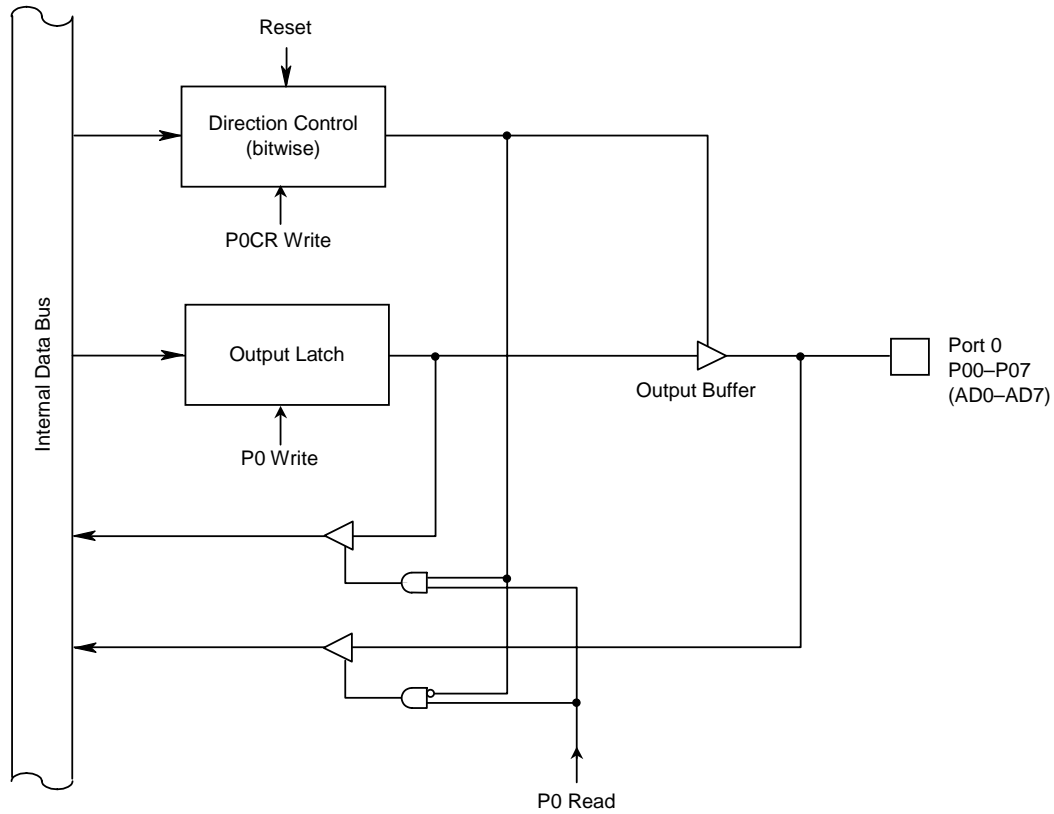 Reset
Direction Control
(bitwise)
P0CR Write
Internal Data Bus
Output Latch
P0 Write
Output Buffer
Port 0
P00–P07
(AD0–AD7)
P0 Read